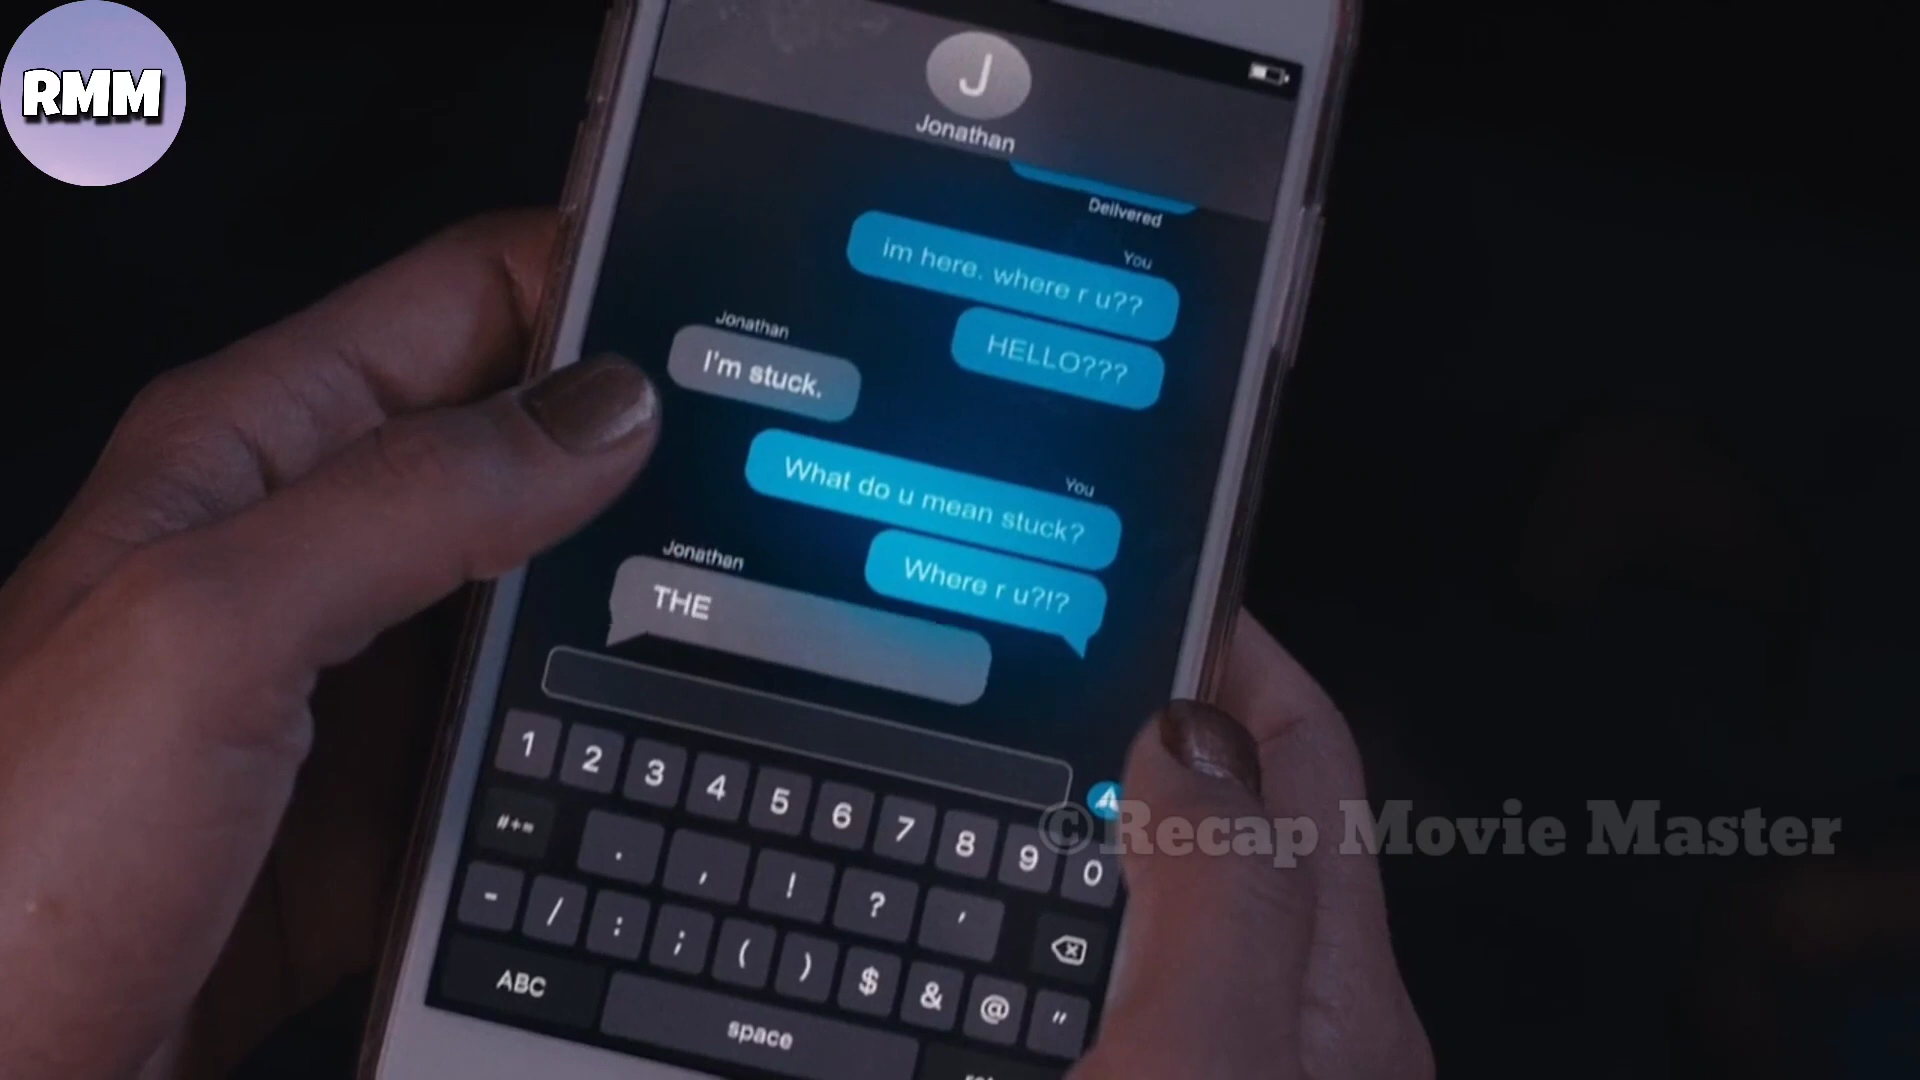 RMM
J
Jonathan
Delivered
You
im here. where r u??
HELLO???
Jonathan
I'm stuck.
You
What do u mean stuck?
Where r u?!?
Jonathan
THE
1 2 3 4 5 6 7 8 9 0
#+=
. , ! ? '
- / : ; ( ) $ & @ "
ABC
space
©Recap Movie Master